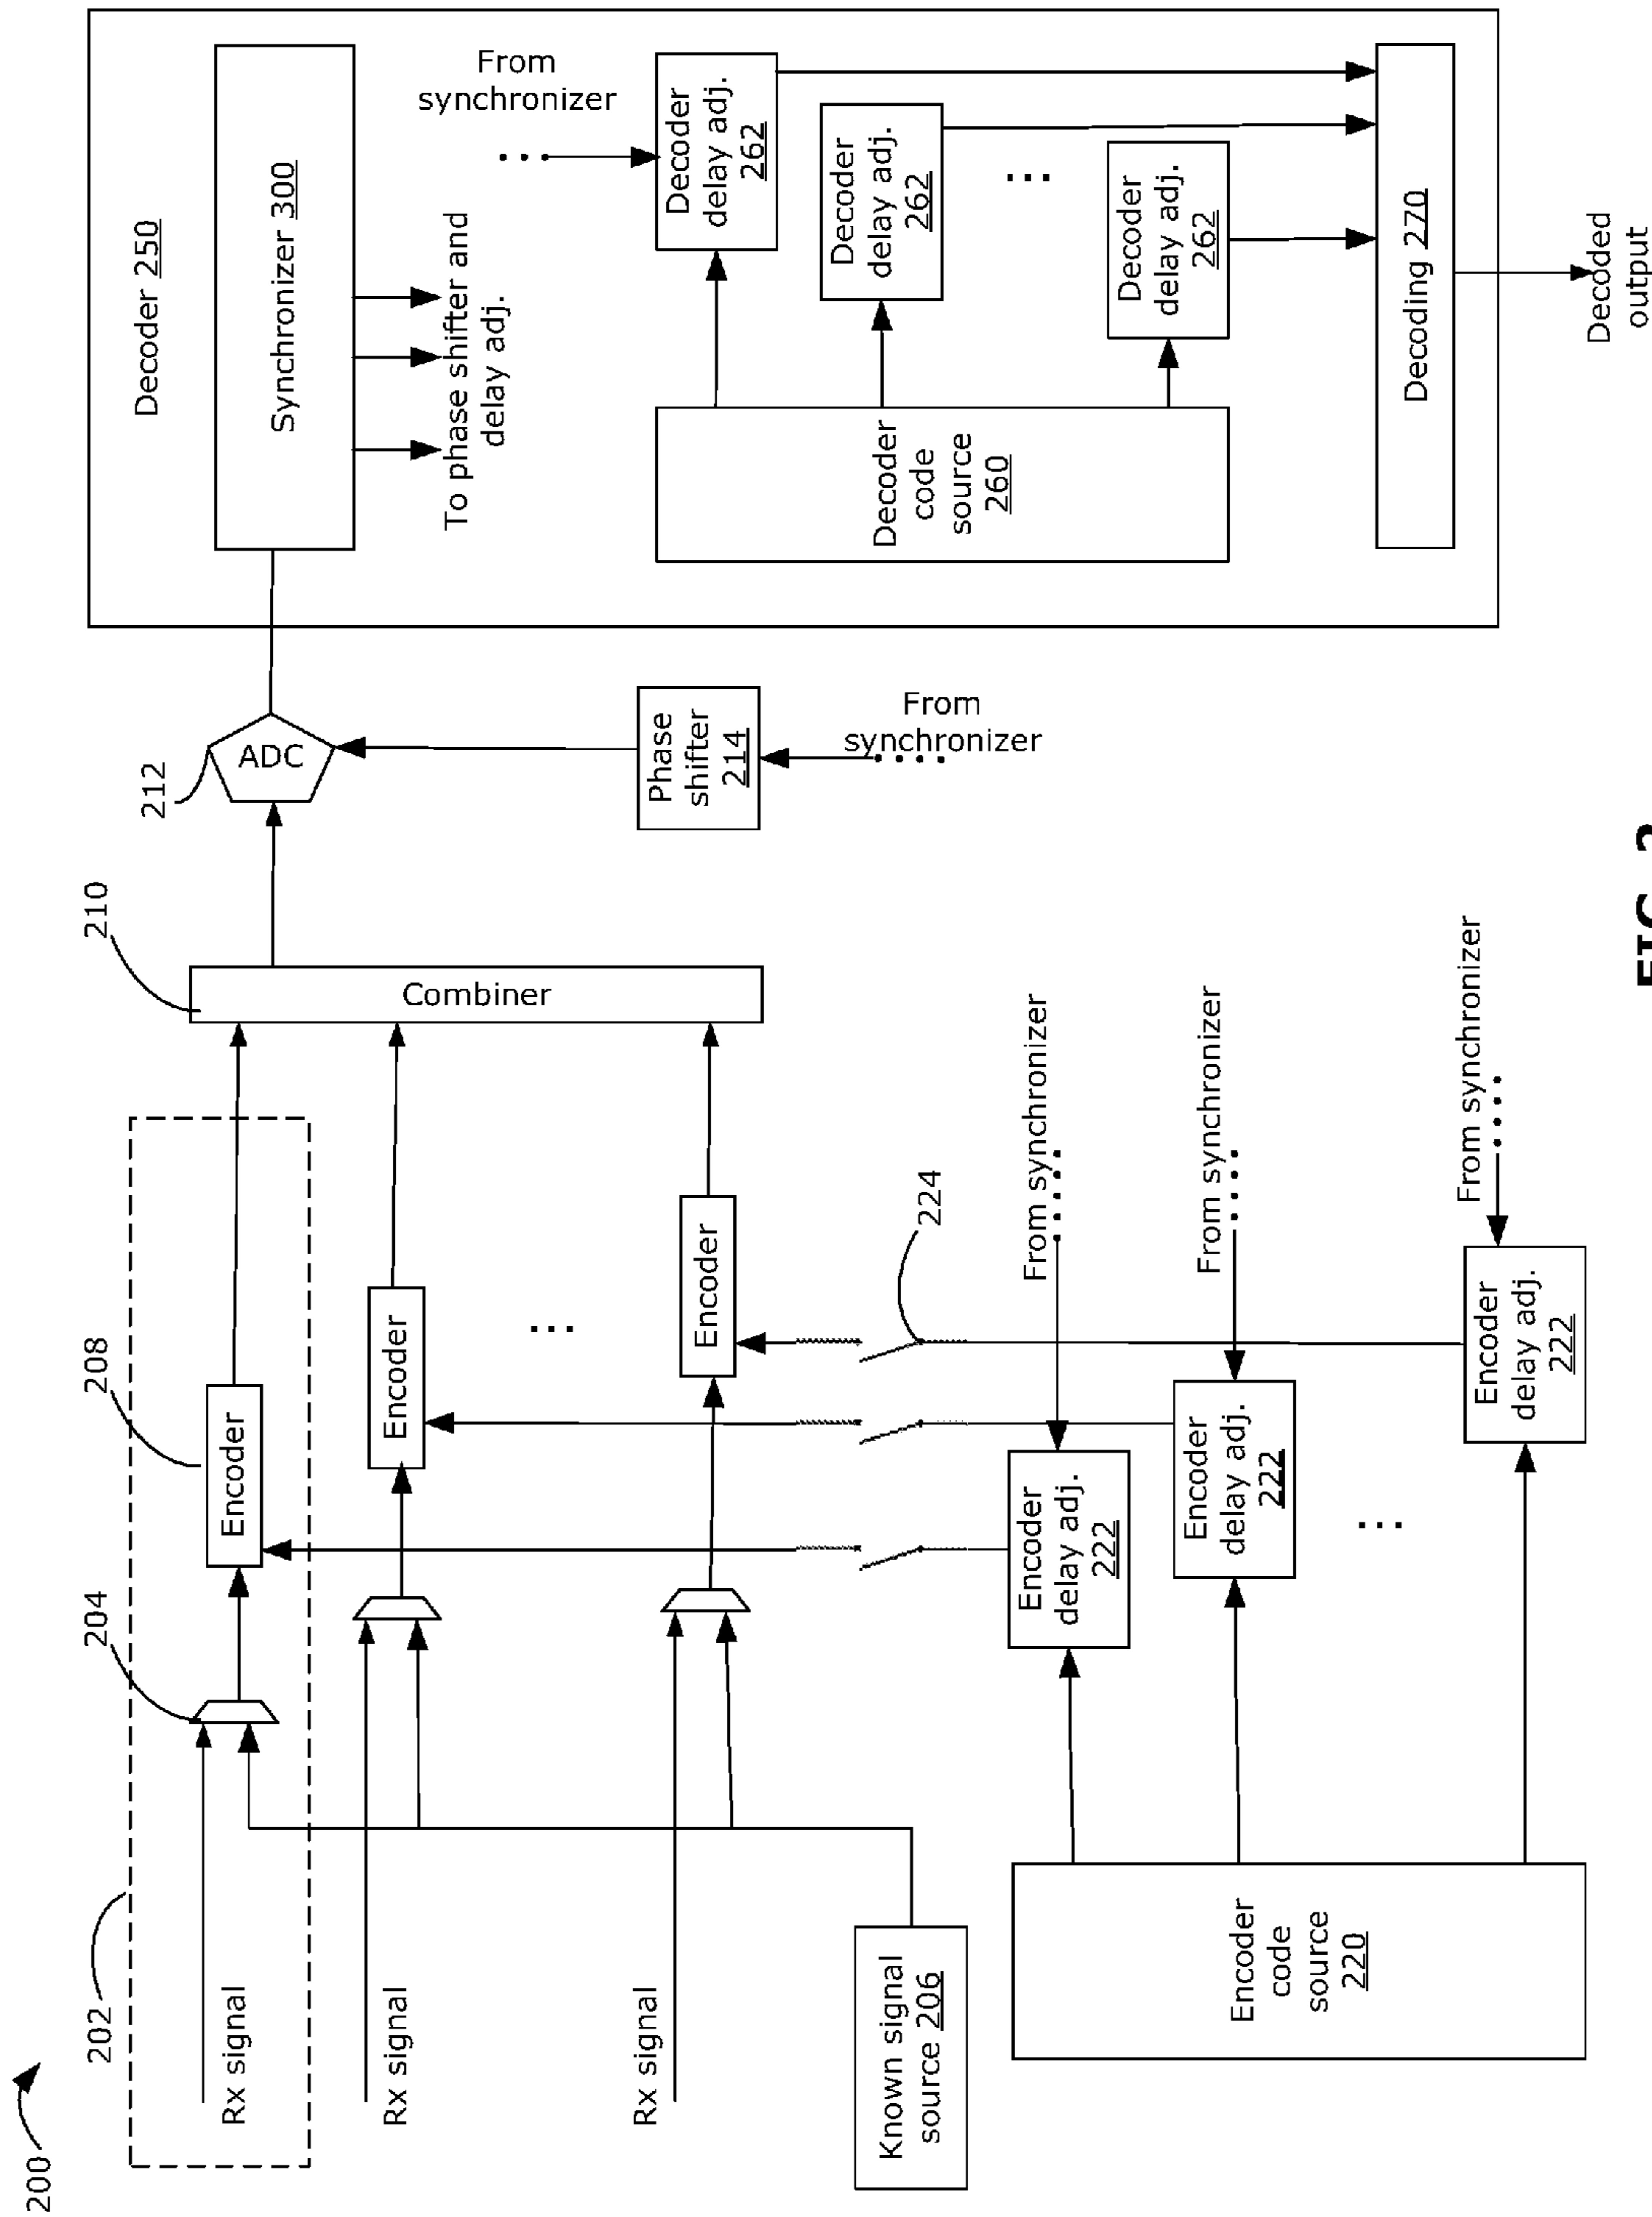 200
202
204
208
210
212
Rx signal
Encoder
Rx signal
Encoder
...
Rx signal
Encoder
Combiner
ADC
Known signal
source 206
224
Phase
shifter
214
From
synchronizer
Encoder
code
source
220
Encoder
delay adj.
222
From synchronizer
Encoder
delay adj.
222
From synchronizer
...
Encoder
delay adj.
222
From synchronizer
Decoder 250
Synchronizer 300
To phase shifter and
delay adj.
From
synchronizer
Decoder
code
source
260
Decoder
delay adj.
262
Decoder
delay adj.
262
...
Decoder
delay adj.
262
Decoding 270
Decoded
output
FIG.